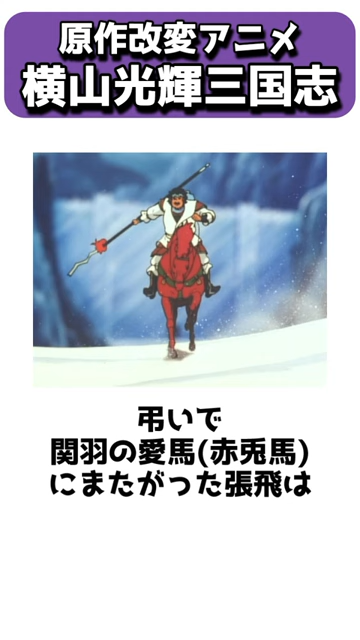 原作改変アニメ
横山光輝三国志
弔いで
関羽の愛馬(赤兎馬)
にまたがった張飛は